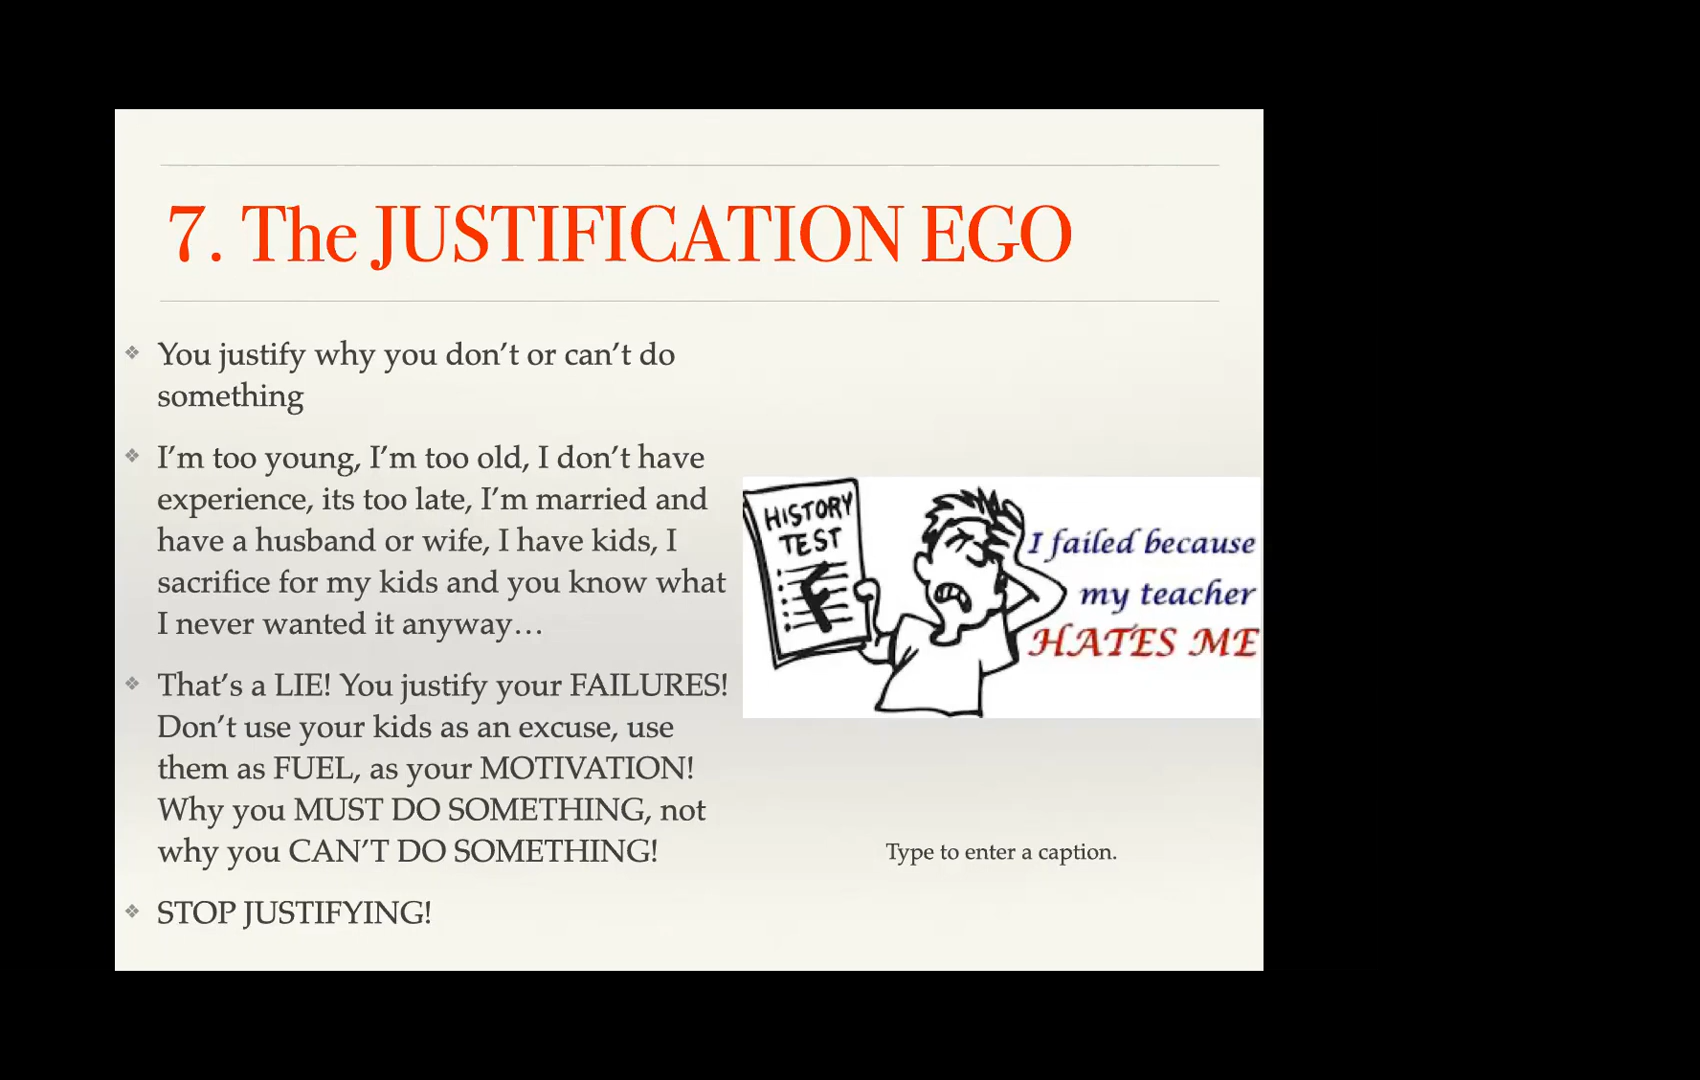 7. The JUSTIFICATION EGO
You justify why you don’t or can’t do
something
I’m too young, I’m too old, I don’t have
experience, its too late, I’m married and
have a husband or wife, I have kids, I
sacrifice for my kids and you know what
I never wanted it anyway…
That’s a LIE! You justify your FAILURES!
Don’t use your kids as an excuse, use
them as FUEL, as your MOTIVATION!
Why you MUST DO SOMETHING, not
why you CAN’T DO SOMETHING!
STOP JUSTIFYING!
HISTORY
TEST
F
I failed because
my teacher
HATES ME
Type to enter a caption.